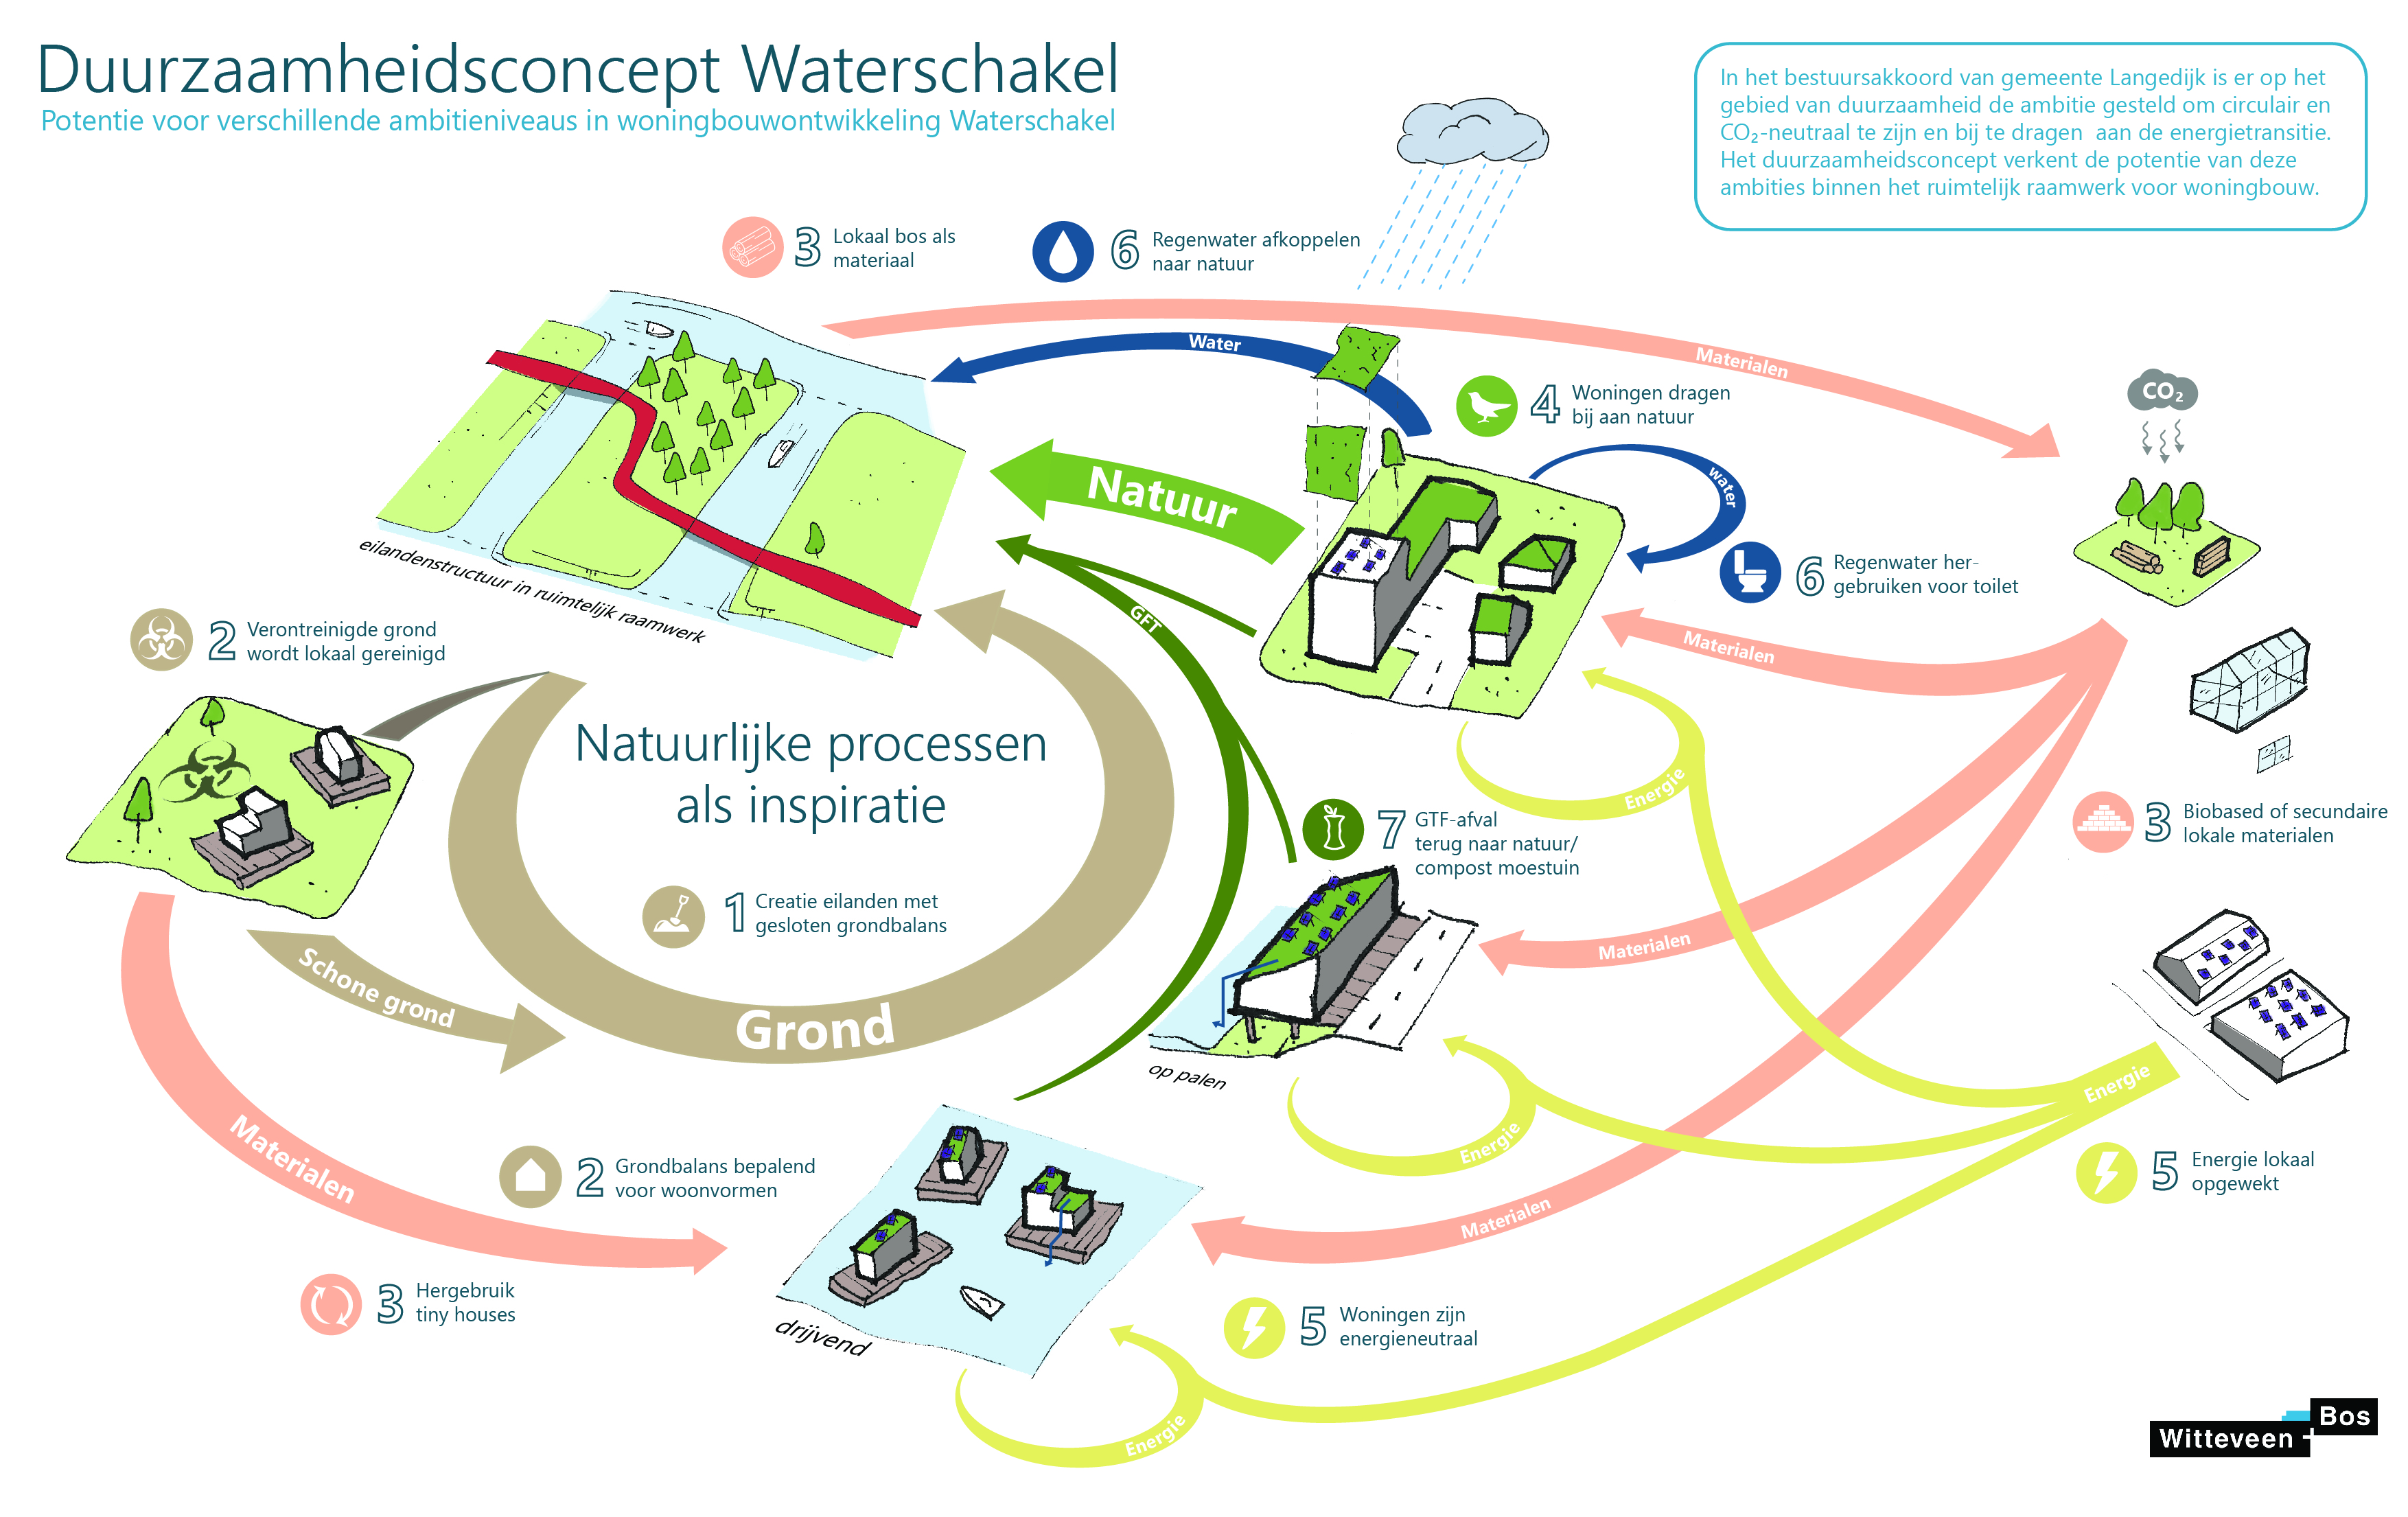 Duurzaamheidsconcept Waterschakel
Potentie voor verschillende ambitieniveaus in woningbouwontwikkeling Waterschakel
In het bestuursakkoord van gemeente Langedijk is er op het
gebied van duurzaamheid de ambitie gesteld om circulair en
CO₂-neutraal te zijn en bij te dragen aan de energietransitie.
Het duurzaamheidsconcept verkent de potentie van deze
ambities binnen het ruimtelijk raamwerk voor woningbouw.
3 Lokaal bos als
materiaal
6 Regenwater afkoppelen
naar natuur
Water
Materialen
CO₂
4 Woningen dragen
bij aan natuur
Natuur
water
6 Regenwater her-
gebruiken voor toilet
eilandenstructuur in ruimtelijk raamwerk
GFT
Materialen
2 Verontreinigde grond
wordt lokaal gereinigd
Natuurlijke processen
als inspiratie
Energie
7 GTF-afval
terug naar natuur/
compost moestuin
3 Biobased of secundaire
lokale materialen
1 Creatie eilanden met
gesloten grondbalans
Schone grond
Grond
Materialen
op palen
Energie
Energie
Materialen
2 Grondbalans bepalend
voor woonvormen
5 Energie lokaal
opgewekt
Materialen
3 Hergebruik
tiny houses
drijvend
5 Woningen zijn
energieneutraal
Energie
Witteveen + Bos